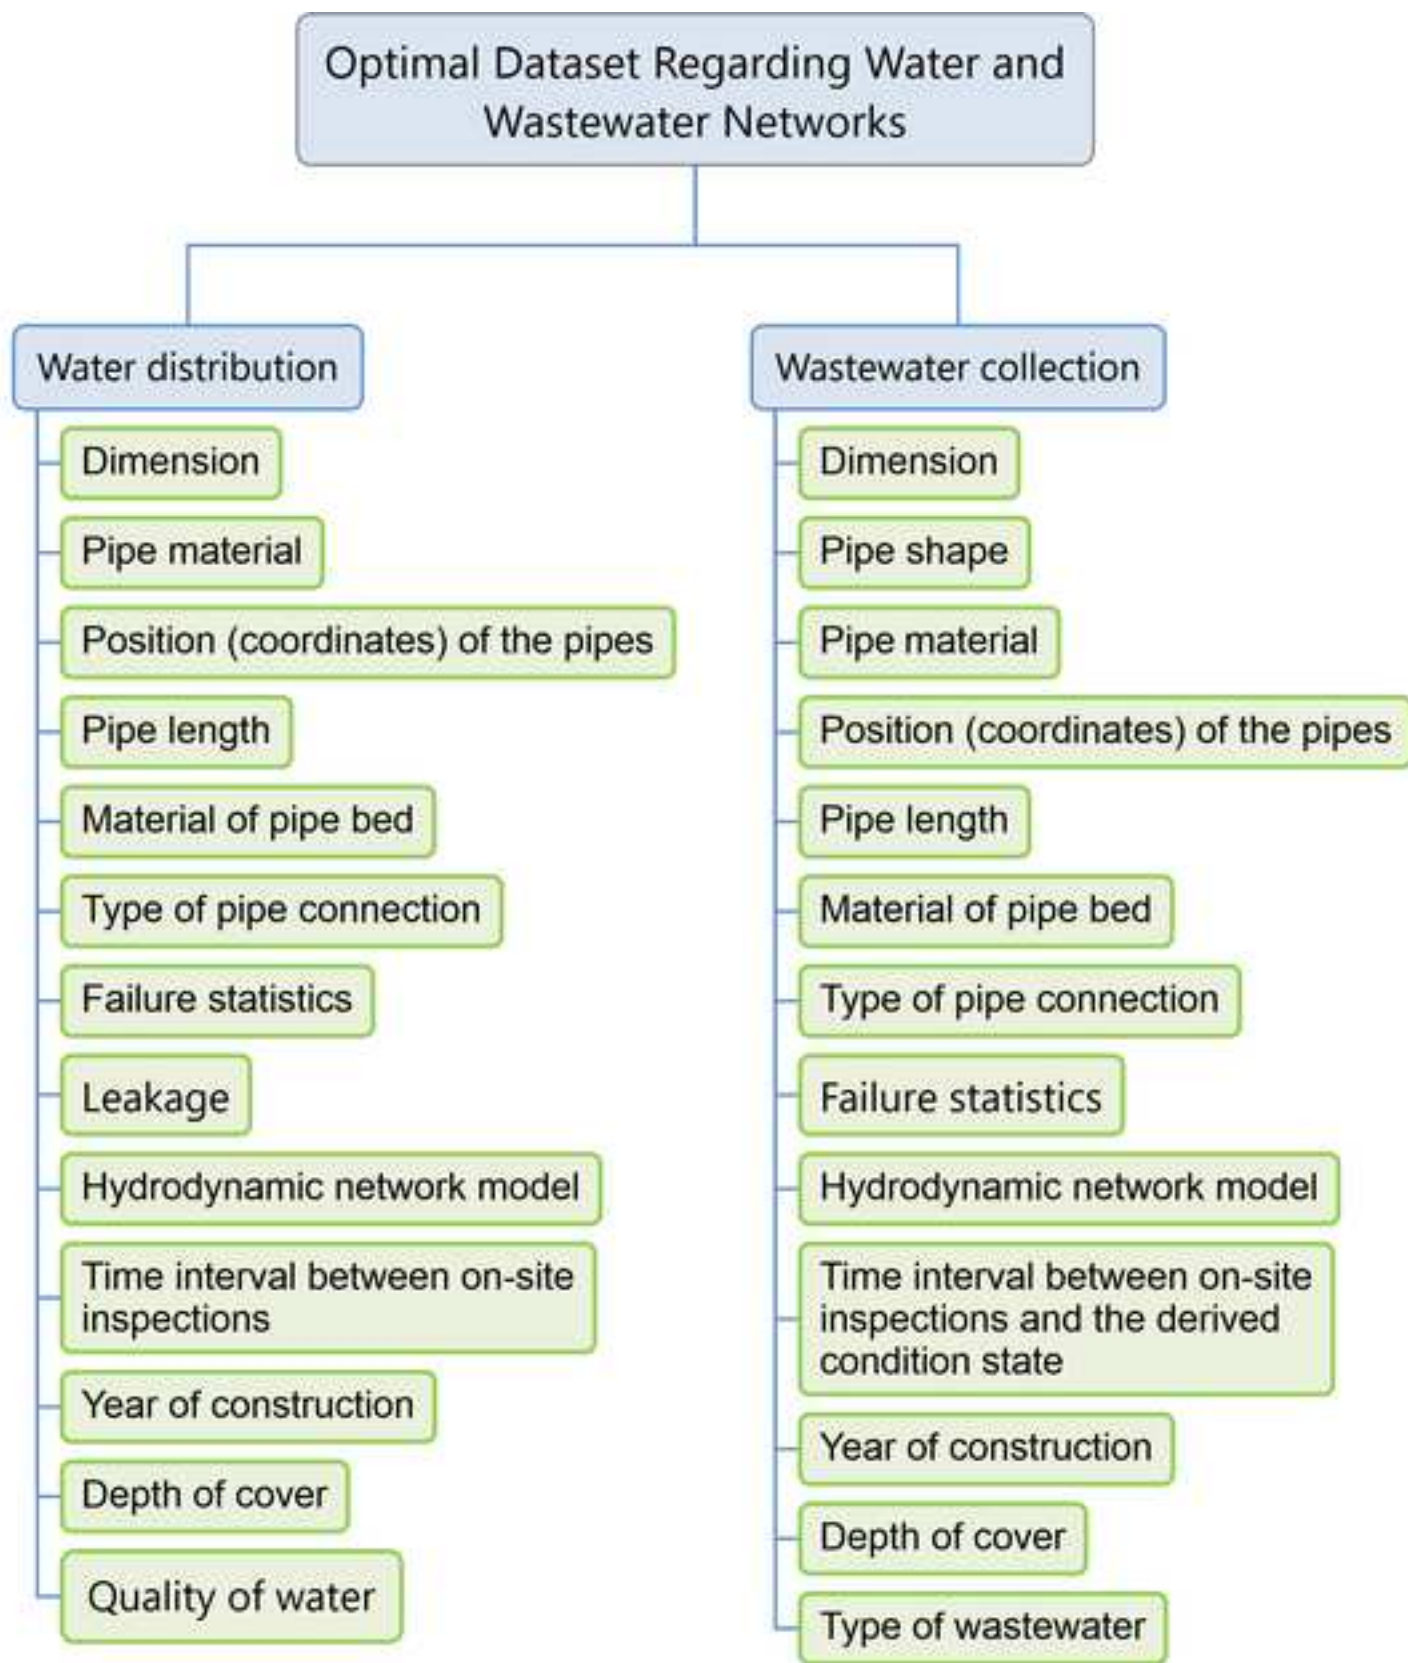 Optimal Dataset Regarding Water and
Wastewater Networks
Water distribution
Dimension
Pipe material
Position (coordinates) of the pipes
Pipe length
Material of pipe bed
Type of pipe connection
Failure statistics
Leakage
Hydrodynamic network model
Time interval between on-site
inspections
Year of construction
Depth of cover
Quality of water
Wastewater collection
Dimension
Pipe shape
Pipe material
Position (coordinates) of the pipes
Pipe length
Material of pipe bed
Type of pipe connection
Failure statistics
Hydrodynamic network model
Time interval between on-site
inspections and the derived
condition state
Year of construction
Depth of cover
Type of wastewater